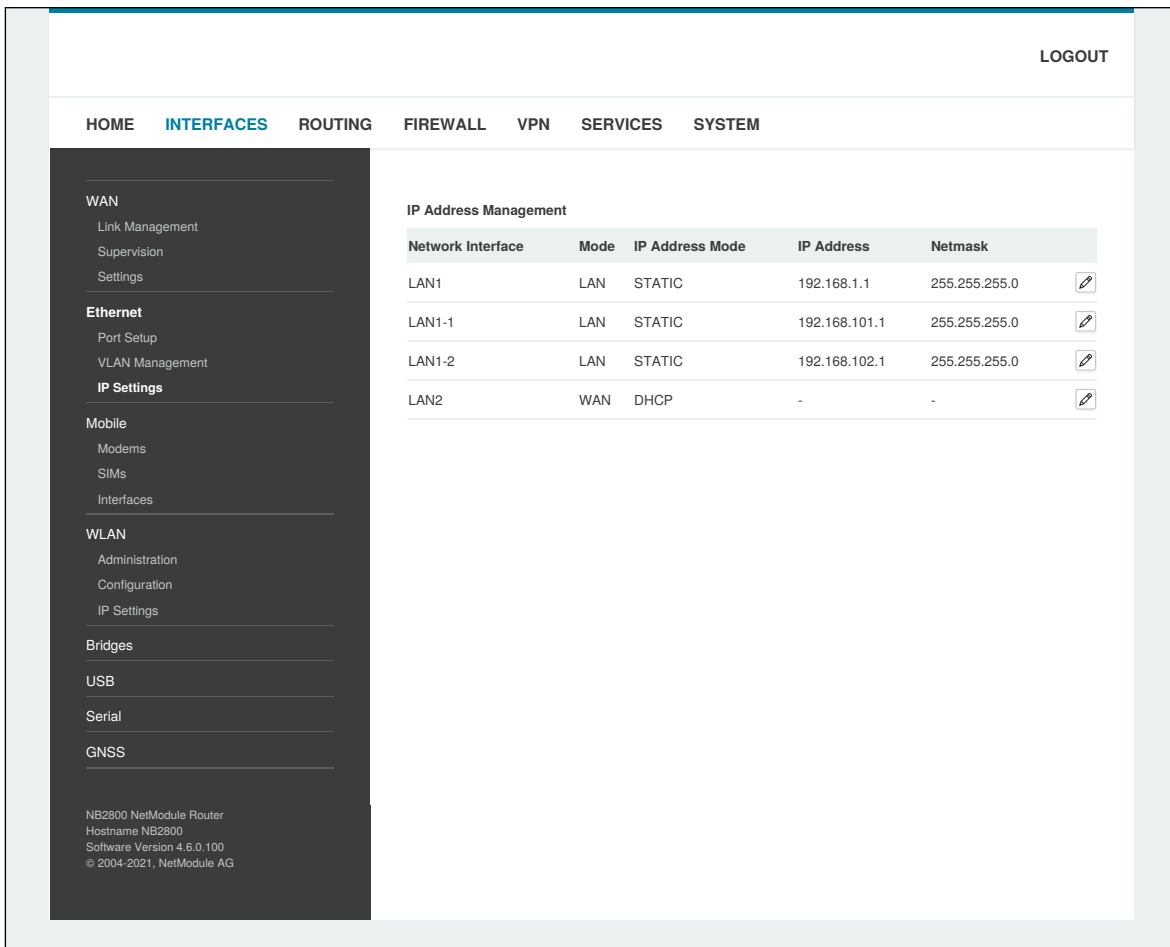 LOGOUT
HOME INTERFACES ROUTING FIREWALL VPN SERVICES SYSTEM
WAN
Link Management
Supervision
Settings
Ethernet
Port Setup
VLAN Management
IP Settings
Mobile
Modems
SIMs
Interfaces
WLAN
Administration
Configuration
IP Settings
Bridges
USB
Serial
GNSS
NB2800 NetModule Router
Hostname NB2800
Software Version 4.6.0.100
© 2004-2021, NetModule AG
IP Address Management
Network Interface Mode IP Address Mode IP Address Netmask
LAN1 LAN STATIC 192.168.1.1 255.255.255.0
LAN1-1 LAN STATIC 192.168.101.1 255.255.255.0
LAN1-2 LAN STATIC 192.168.102.1 255.255.255.0
LAN2 WAN DHCP - -